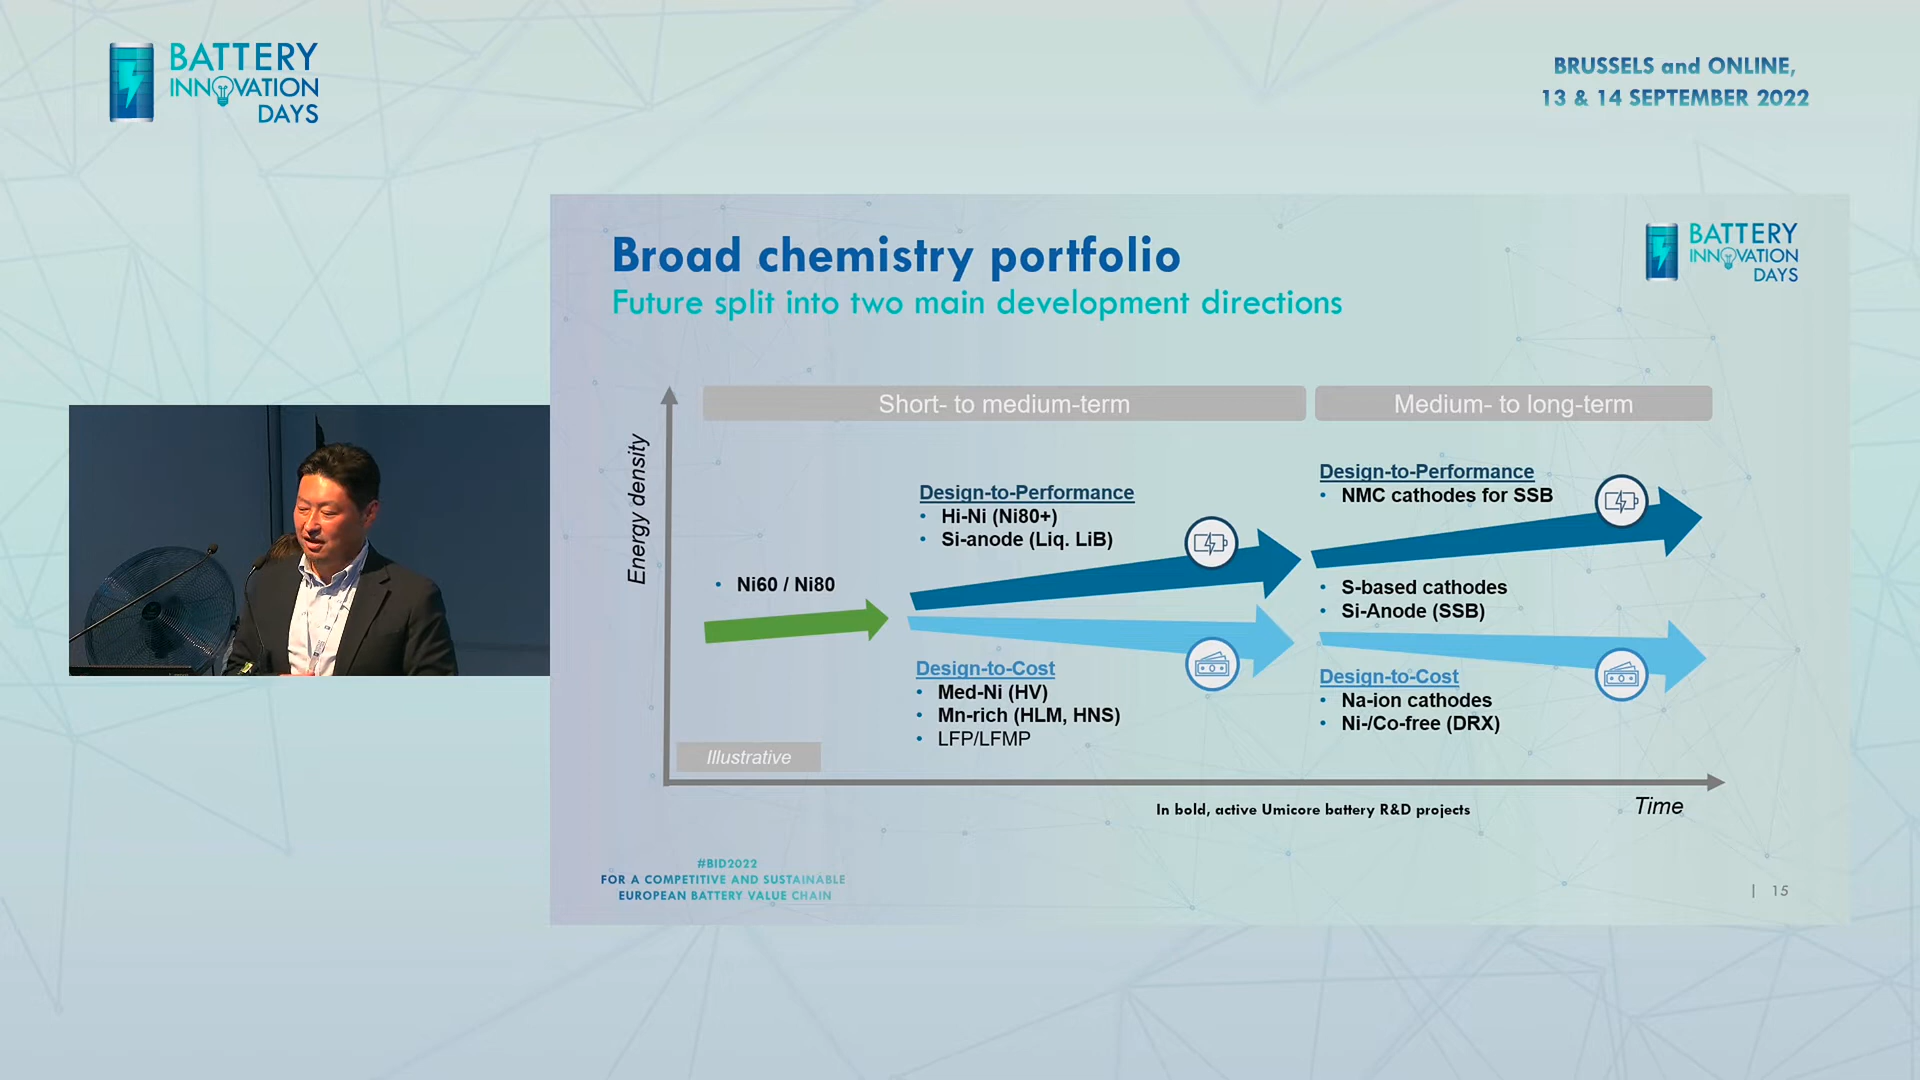 BATTERY
INNOVATION
DAYS
BRUSSELS and ONLINE,
13 & 14 SEPTEMBER 2022
Broad chemistry portfolio
Future split into two main development directions
BATTERY
INNOVATION
DAYS
Short- to medium-term
Medium- to long-term
Energy density
• Ni60 / Ni80
Design-to-Performance
• Hi-Ni (Ni80+)
• Si-anode (Liq. LiB)
Design-to-Cost
• Med-Ni (HV)
• Mn-rich (HLM, HNS)
• LFP/LFMP
Design-to-Performance
• NMC cathodes for SSB
• S-based cathodes
• Si-Anode (SSB)
Design-to-Cost
• Na-ion cathodes
• Ni-/Co-free (DRX)
Illustrative
In bold, active Umicore battery R&D projects
Time
#BID2022
FOR A COMPETITIVE AND SUSTAINABLE
EUROPEAN BATTERY VALUE CHAIN
| 15